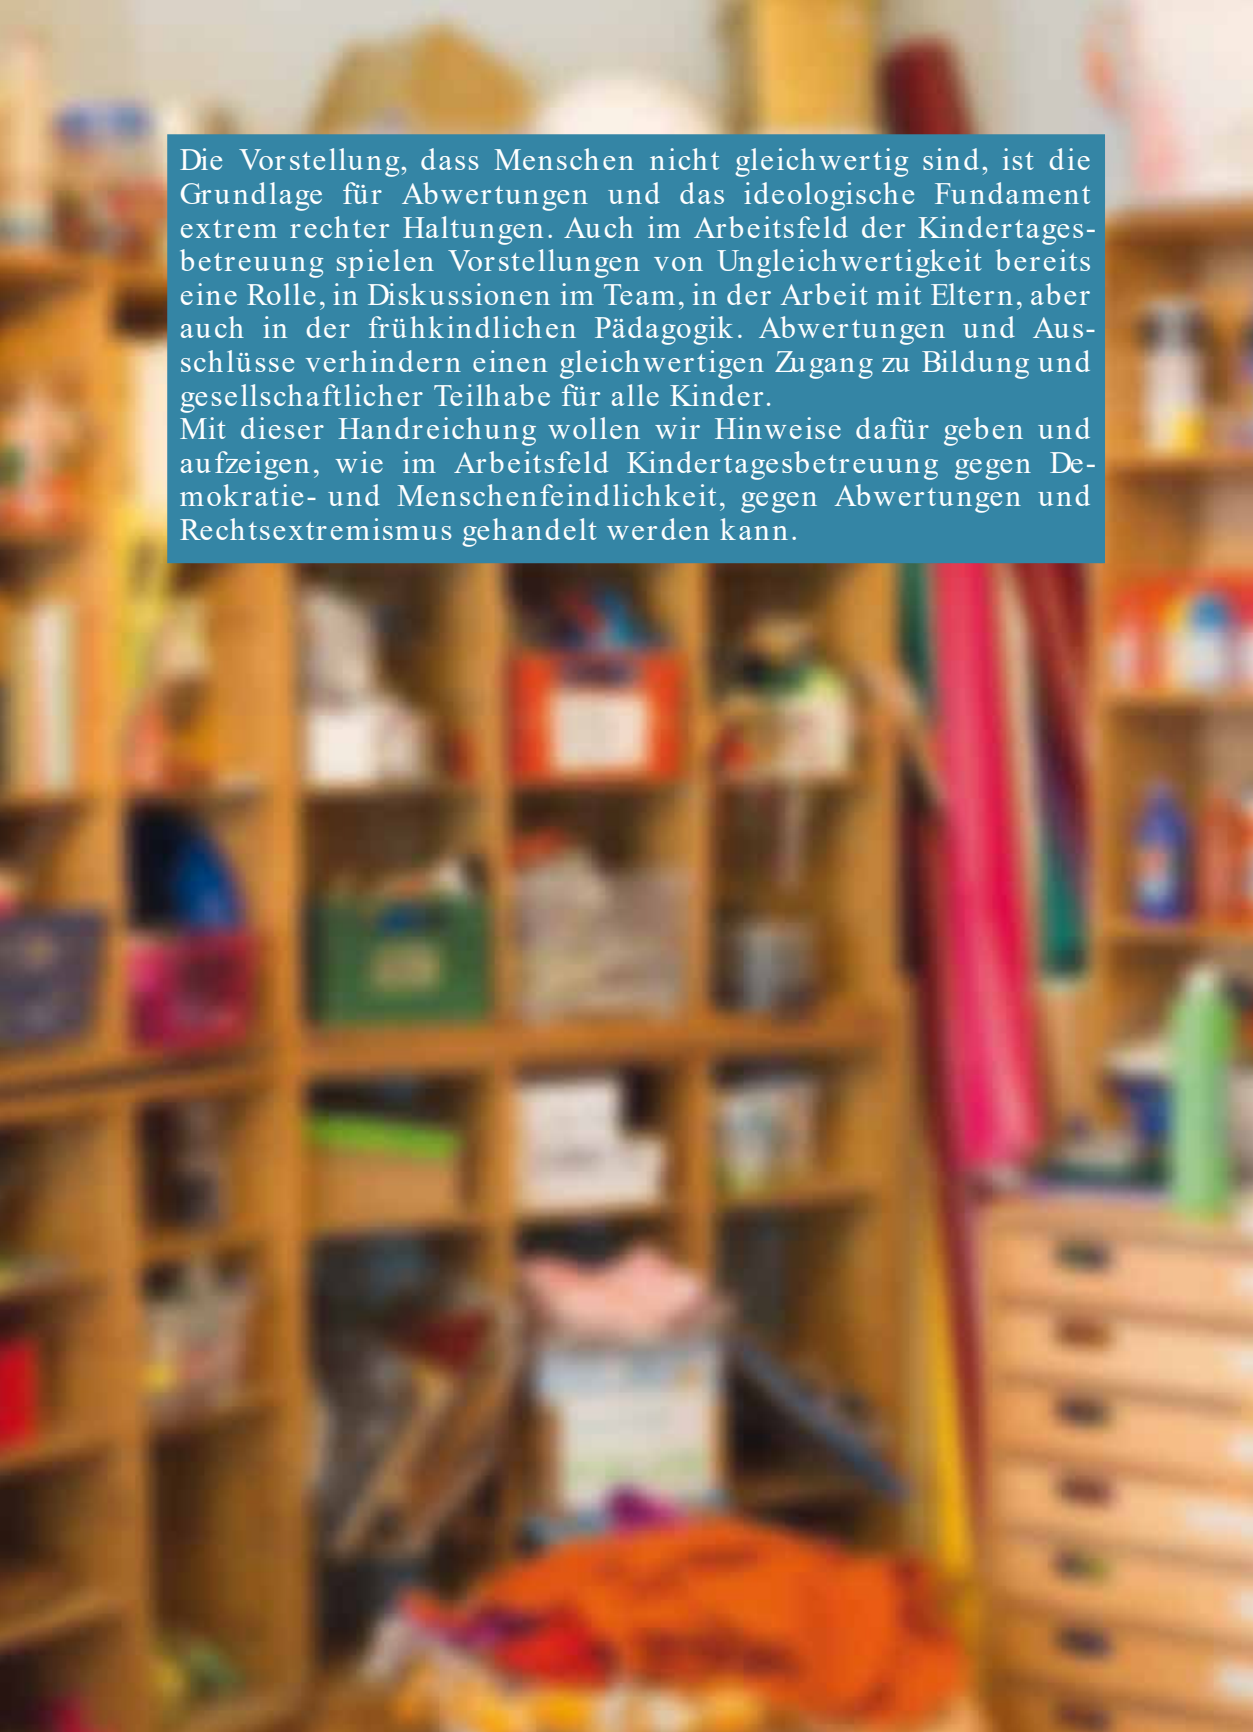 Die Vorstellung, dass Menschen nicht gleichwertig sind, ist die
Grundlage für Abwertungen und das ideologische Fundament
extrem rechter Haltungen. Auch im Arbeitsfeld der Kindertages-
betreuung spielen Vorstellungen von Ungleichwertigkeit bereits
eine Rolle, in Diskussionen im Team, in der Arbeit mit Eltern, aber
auch in der frühkindlichen Pädagogik. Abwertungen und Aus-
schlüsse verhindern einen gleichwertigen Zugang zu Bildung und
gesellschaftlicher Teilhabe für alle Kinder.
Mit dieser Handreichung wollen wir Hinweise dafür geben und
aufzeigen, wie im Arbeitsfeld Kindertagesbetreuung gegen De-
mokratie- und Menschenfeindlichkeit, gegen Abwertungen und
Rechtsextremismus gehandelt werden kann.